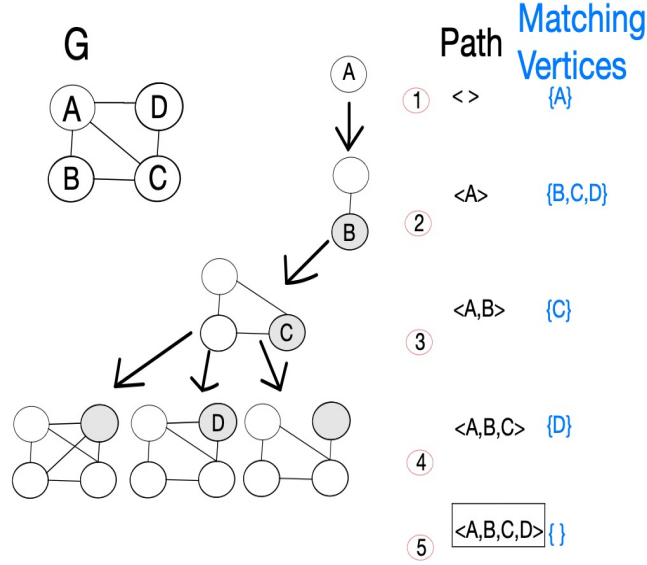 G
A D
B C
A
B
C
D
Path Matching
Vertices
1 < > {A}
2 <A> {B,C,D}
3 <A,B> {C}
4 <A,B,C> {D}
5 <A,B,C,D> { }